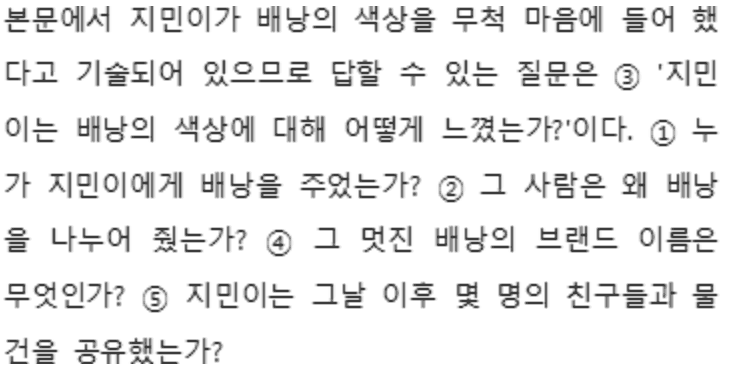 본문에서 지민이가 배낭의 색상을 무척 마음에 들어 했
다고 기술되어 있으므로 답할 수 있는 질문은 ③ '지민
이는 배낭의 색상에 대해 어떻게 느꼈는가?'이다. ① 누
가 지민이에게 배낭을 주었는가? ② 그 사람은 왜 배낭
을 나누어 줬는가? ④ 그 멋진 배낭의 브랜드 이름은
무엇인가? ⑤ 지민이는 그날 이후 몇 명의 친구들과 물
건을 공유했는가?